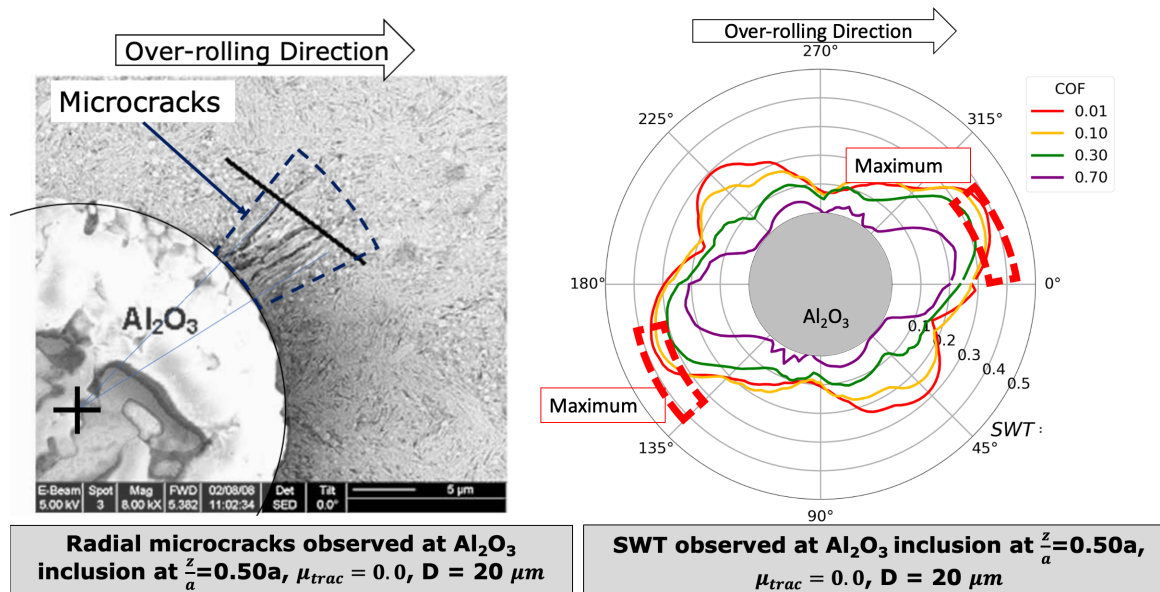 Over-rolling Direction
Microcracks
Al₂O₃
E-Beam Spot Mag FWD 02/08/08 Det Tilt
5.00 kV 3 8.00 kX 5.382 11:02:34 SED 0.0° 5 µm
Radial microcracks observed at Al₂O₃
inclusion at z/a=0.50a, μtrac = 0.0, D = 20 μm
Over-rolling Direction
270°
225°
315°
COF
0.01
0.10
0.30
0.70
Maximum
180°
0°
Al₂O₃
0.1
0.2
0.3
0.4
0.5
Maximum
SWT :
135°
45°
90°
SWT observed at Al₂O₃ inclusion at z/a=0.50a,
μtrac = 0.0, D = 20 μm